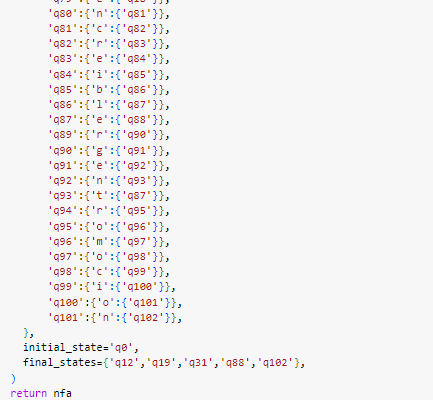 'q80':{'n':{'q81'}},
'q81':{'c':{'q82'}},
'q82':{'r':{'q83'}},
'q83':{'e':{'q84'}},
'q84':{'i':{'q85'}},
'q85':{'b':{'q86'}},
'q86':{'l':{'q87'}},
'q87':{'e':{'q88'}},
'q89':{'r':{'q90'}},
'q90':{'g':{'q91'}},
'q91':{'e':{'q92'}},
'q92':{'n':{'q93'}},
'q93':{'t':{'q87'}},
'q94':{'r':{'q95'}},
'q95':{'o':{'q96'}},
'q96':{'m':{'q97'}},
'q97':{'o':{'q98'}},
'q98':{'c':{'q99'}},
'q99':{'i':{'q100'}},
'q100':{'o':{'q101'}},
'q101':{'n':{'q102'}},
},
initial_state='q0',
final_states={'q12','q19','q31','q88','q102'},
)
return nfa